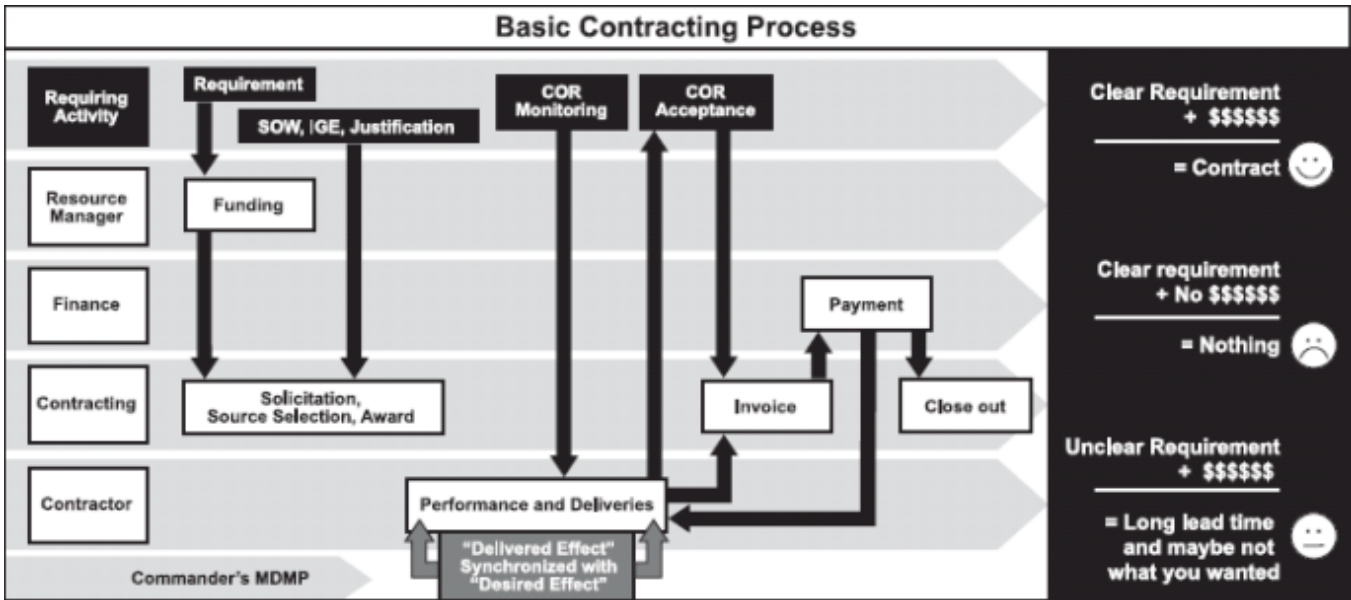 Basic Contracting Process
Requiring
Activity
Requirement
SOW, IGE, Justification
COR
Monitoring
COR
Acceptance
Resource
Manager
Funding
Finance
Payment
Contracting
Solicitation,
Source Selection, Award
Invoice
Close out
Contractor
Performance and Deliveries
"Delivered Effect"
Synchronized with
"Desired Effect"
Commander's MDMP
Clear Requirement
+ $$$$$$
= Contract
Clear requirement
+ No $$$$$$
= Nothing
Unclear Requirement
+ $$$$$$
= Long lead time
and maybe not
what you wanted